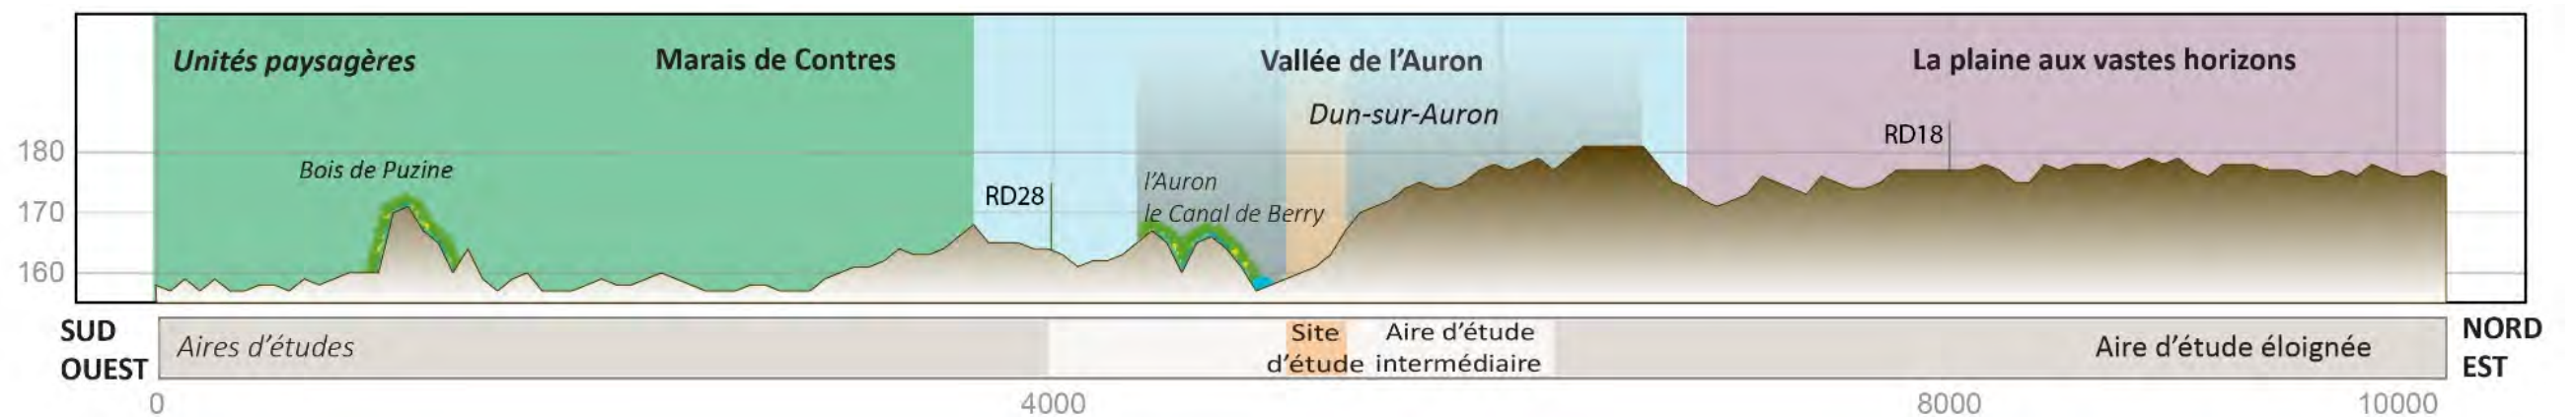 Unités paysagères
Marais de Contres
Vallée de l'Auron
La plaine aux vastes horizons
Dun-sur-Auron
RD18
180
Bois de Puzine
l'Auron
RD28
170
le Canal de Berry
160
SUD
OUEST
Aires d'études
Site
d'étude
Aire d'étude
intermédiaire
Aire d'étude éloignée
NORD
EST
0
4000
8000
10000